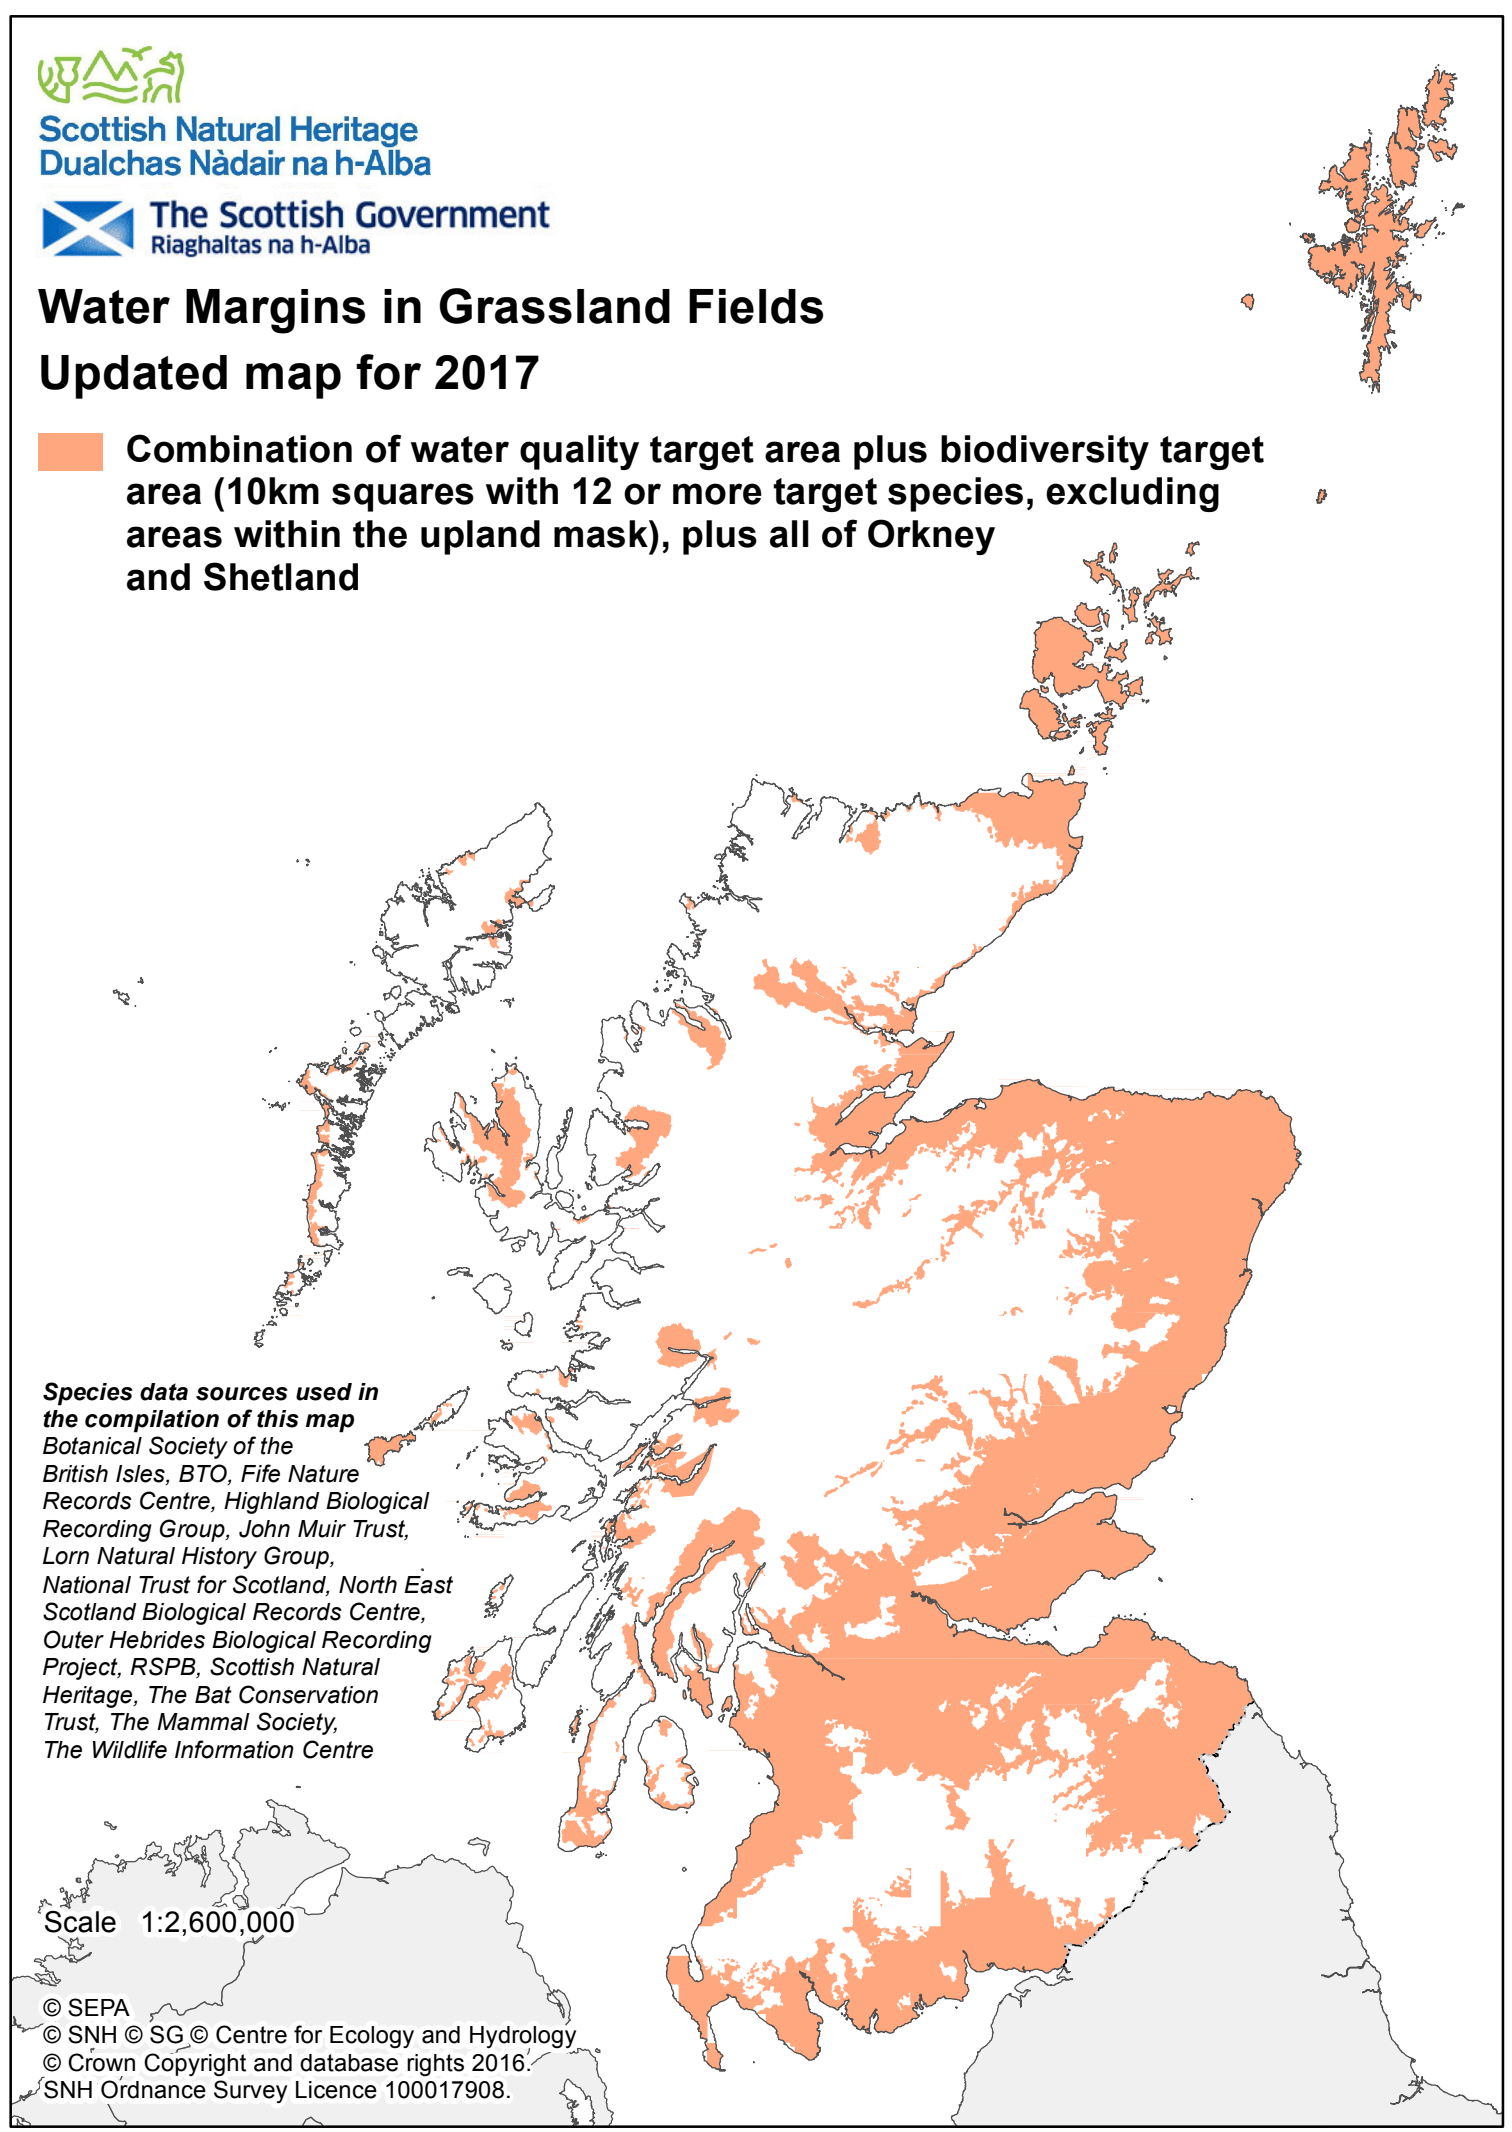 Scottish Natural Heritage
Dualchas Nàdair na h-Alba
The Scottish Government
Riaghaltas na h-Alba
Water Margins in Grassland Fields
Updated map for 2017
Combination of water quality target area plus biodiversity target
area (10km squares with 12 or more target species, excluding
areas within the upland mask), plus all of Orkney
and Shetland
Species data sources used in
the compilation of this map
Botanical Society of the
British Isles, BTO, Fife Nature
Records Centre, Highland Biological
Recording Group, John Muir Trust,
Lorn Natural History Group,
National Trust for Scotland, North East
Scotland Biological Records Centre,
Outer Hebrides Biological Recording
Project, RSPB, Scottish Natural
Heritage, The Bat Conservation
Trust, The Mammal Society,
The Wildlife Information Centre
Scale 1:2,600,000
© SEPA
© SNH © SG © Centre for Ecology and Hydrology
© Crown Copyright and database rights 2016.
SNH Ordnance Survey Licence 100017908.